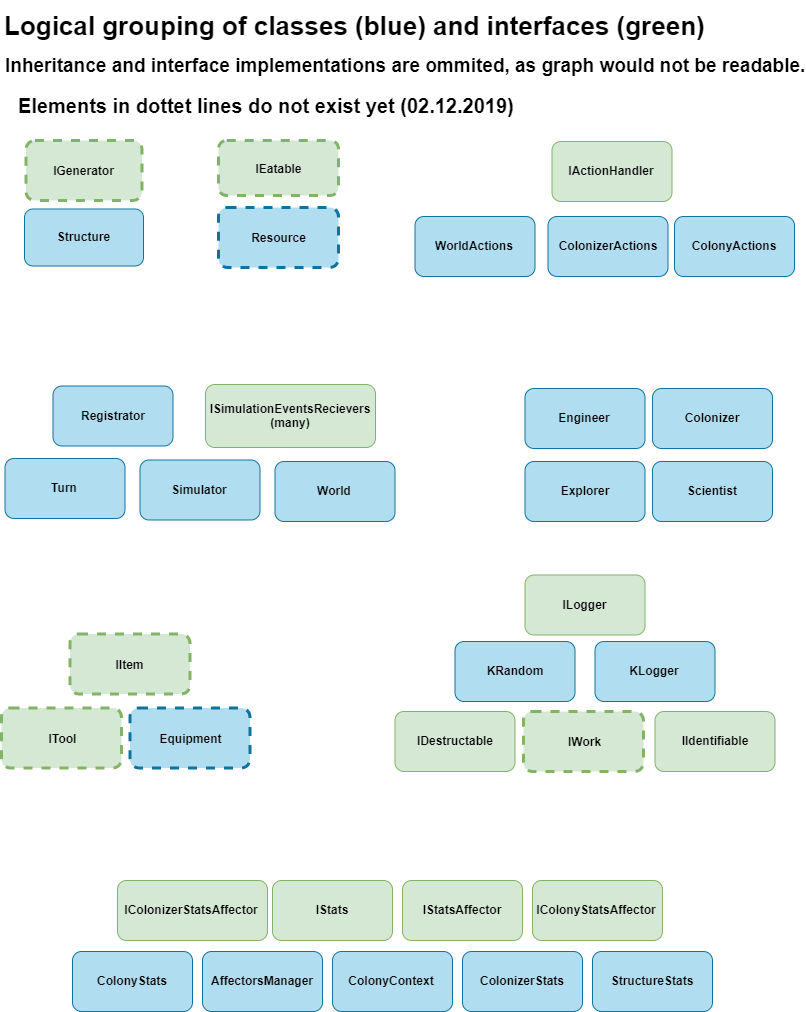 Logical grouping of classes (blue) and interfaces (green)
Inheritance and interface implementations are ommited, as graph would not be readable.
Elements in dottet lines do not exist yet (02.12.2019)
IGenerator
Structure
IEatable
Resource
IActionHandler
WorldActions
ColonizerActions
ColonyActions
Registrator
ISimulationEventsRecievers
(many)
Turn
Simulator
World
Engineer
Colonizer
Explorer
Scientist
IItem
ITool
Equipment
ILogger
KRandom
KLogger
IDestructable
IWork
IIdentifiable
IColonizerStatsAffector
IStats
IStatsAffector
IColonyStatsAffector
ColonyStats
AffectorsManager
ColonyContext
ColonizerStats
StructureStats